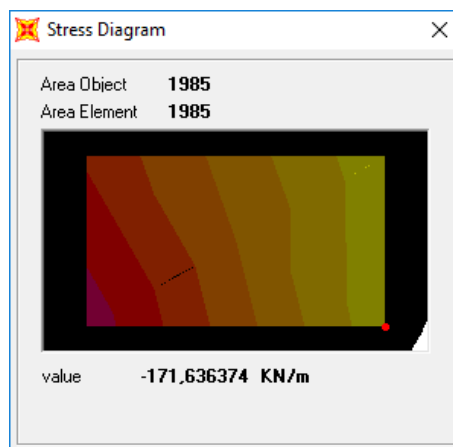 Stress Diagram
Area Object 1985
Area Element 1985
value -171,636374 KN/m